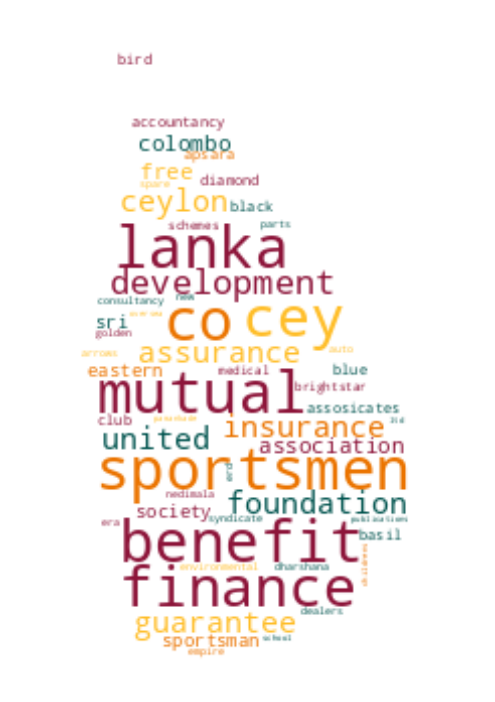 bird
accountancy
colombo
apsara
free
spare
diamond
ceylon black
schemes parts
lanka
development
consultancy new
co cey
sri
golden
assurance auto
arrows
eastern medical blue
mutual brightstar
assosicates
club
insurance ltd
united association
sportsmen
erd
nedimala
foundation
society syndicate publications
era
benefit basil
environmental dharshana
finance
dealers
guarantee
sportsman school
empire